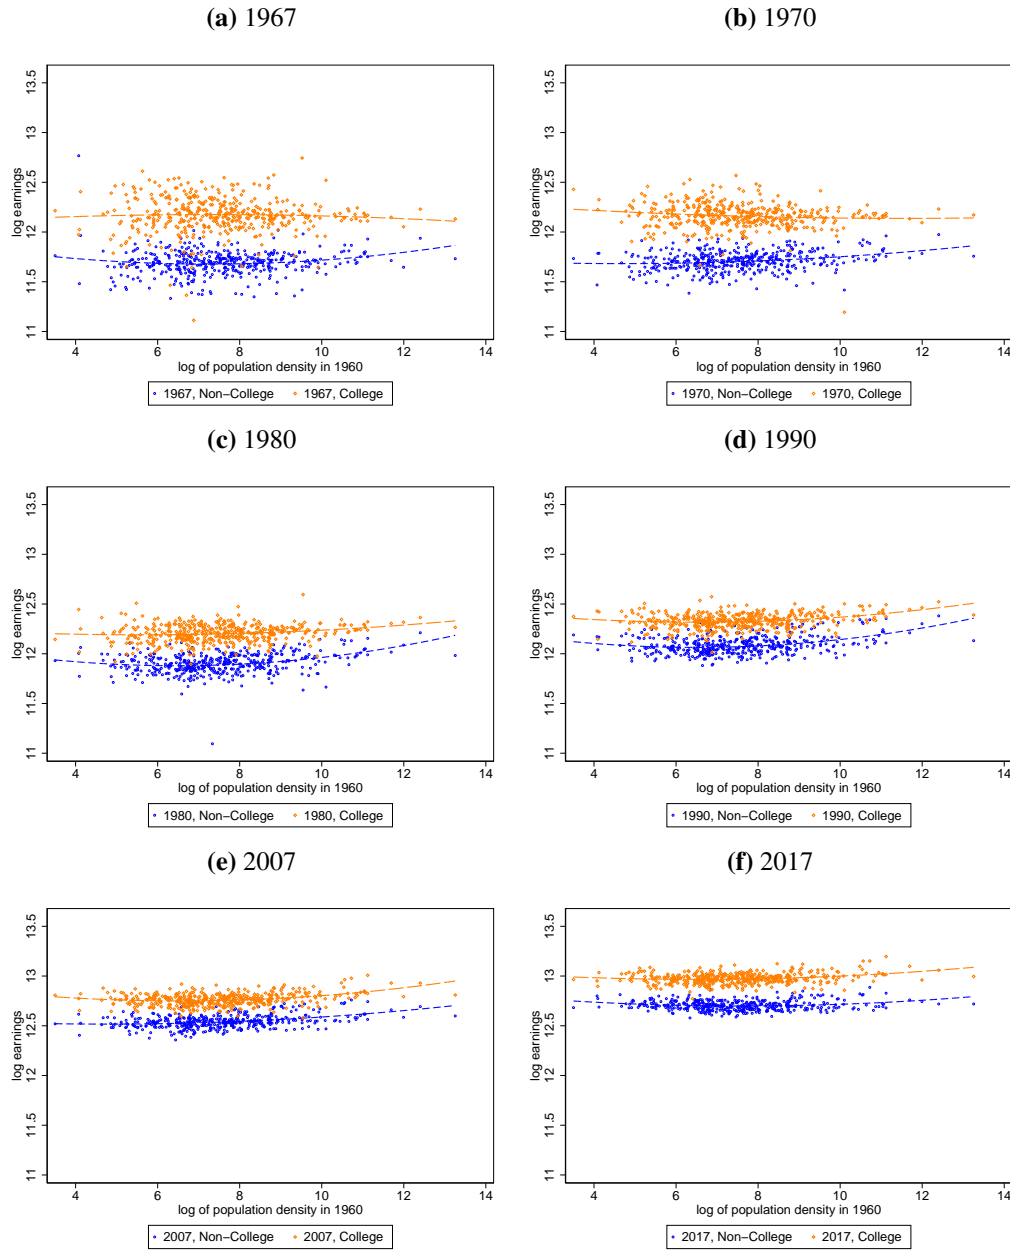 (a) 1967
(b) 1970
log earnings
11 11.5 12 12.5 13 13.5
4 6 8 10 12 14
log of population density in 1960
1967, Non−College 1967, College
log earnings
11 11.5 12 12.5 13 13.5
4 6 8 10 12 14
log of population density in 1960
1970, Non−College 1970, College
(c) 1980
(d) 1990
log earnings
11 11.5 12 12.5 13 13.5
4 6 8 10 12 14
log of population density in 1960
1980, Non−College 1980, College
log earnings
11 11.5 12 12.5 13 13.5
4 6 8 10 12 14
log of population density in 1960
1990, Non−College 1990, College
(e) 2007
(f) 2017
log earnings
11 11.5 12 12.5 13 13.5
4 6 8 10 12 14
log of population density in 1960
2007, Non−College 2007, College
log earnings
11 11.5 12 12.5 13 13.5
4 6 8 10 12 14
log of population density in 1960
2017, Non−College 2017, College